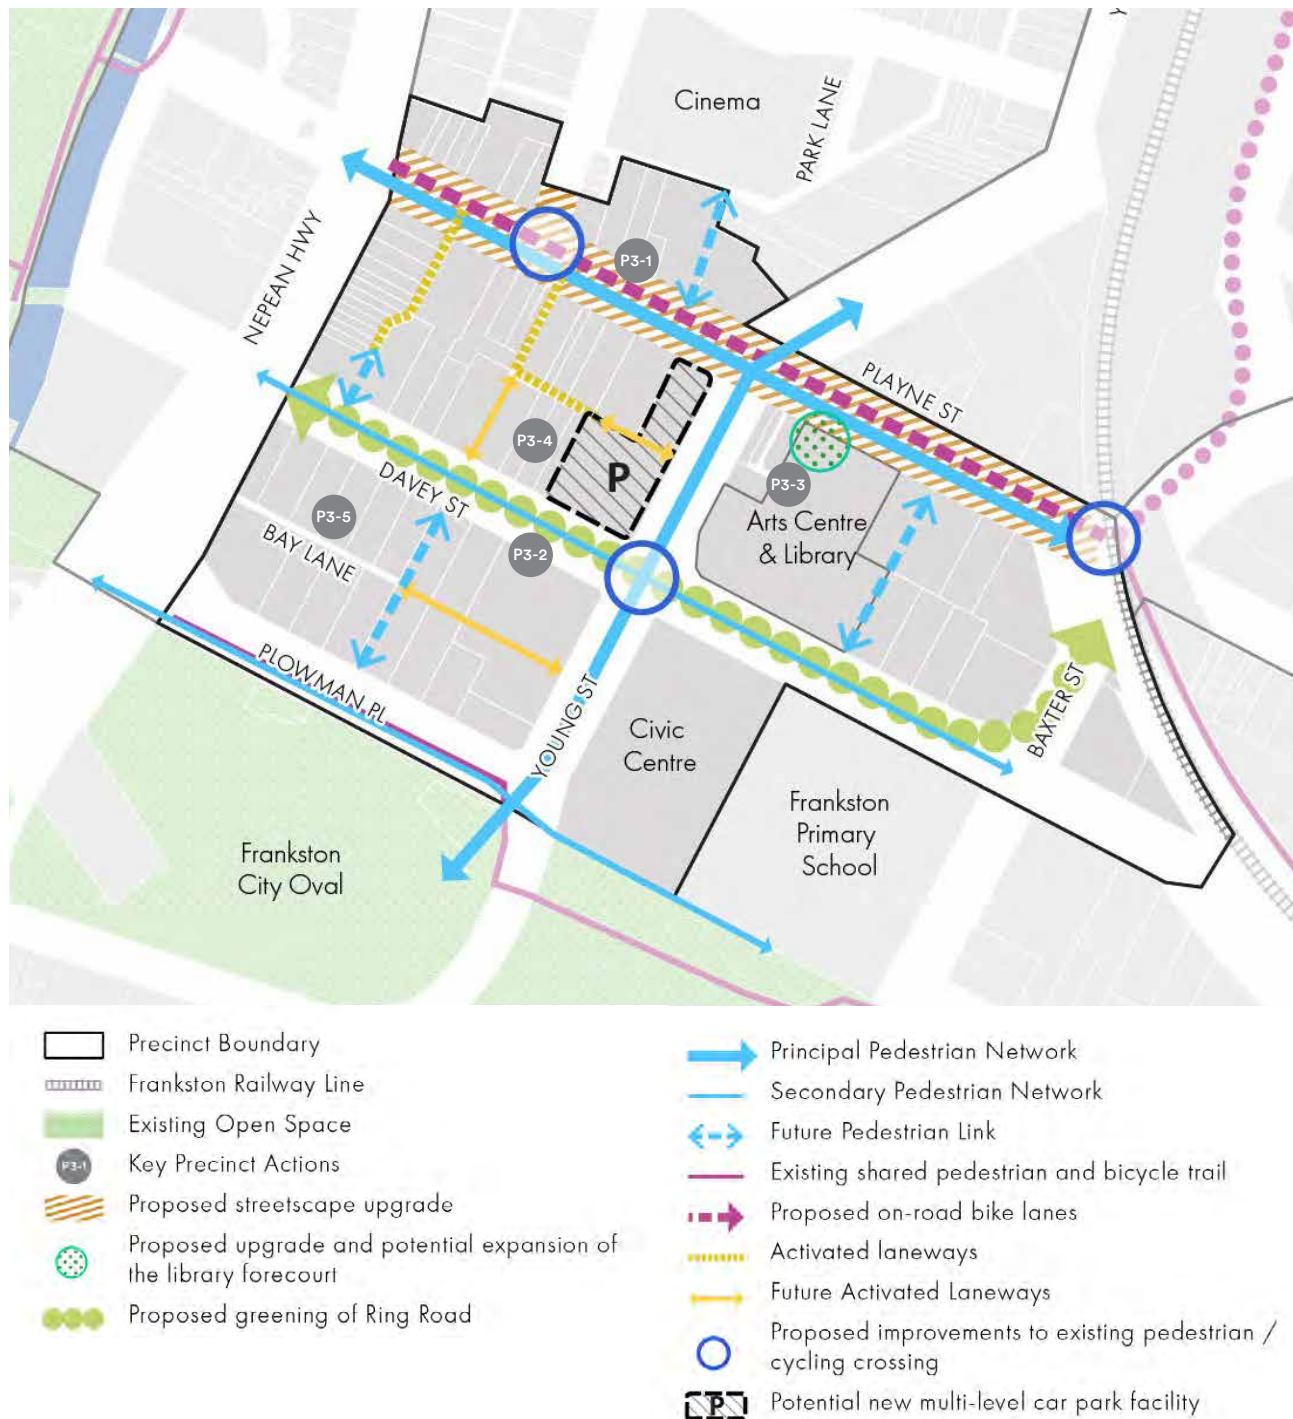 Y
Cinema
PARK LANE
NEPEAN HWY
P3-1
PLAYNE ST
P3-4
P
P3-3
DAVEY ST
P3-5
Arts Centre
& Library
BAY LANE
P3-2
PLOWMAN PL
YOUNG ST
Civic
Centre
BAXTER ST
Frankston
Primary
School
Frankston
City Oval
Precinct Boundary
Frankston Railway Line
Existing Open Space
P3-1
Key Precinct Actions
Proposed streetscape upgrade
Proposed upgrade and potential expansion of
the library forecourt
Proposed greening of Ring Road
Principal Pedestrian Network
Secondary Pedestrian Network
Future Pedestrian Link
Existing shared pedestrian and bicycle trail
Proposed on-road bike lanes
Activated laneways
Future Activated Laneways
Proposed improvements to existing pedestrian /
cycling crossing
P
Potential new multi-level car park facility